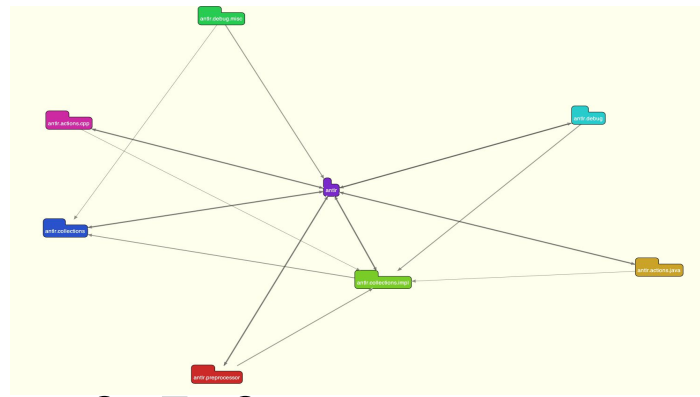 antlr.debug.misc
antlr.actions.cpp
antlr.debug
antlr
antlr.collections
antlr.actions.java
antlr.collections.impl
antlr.preprocessor